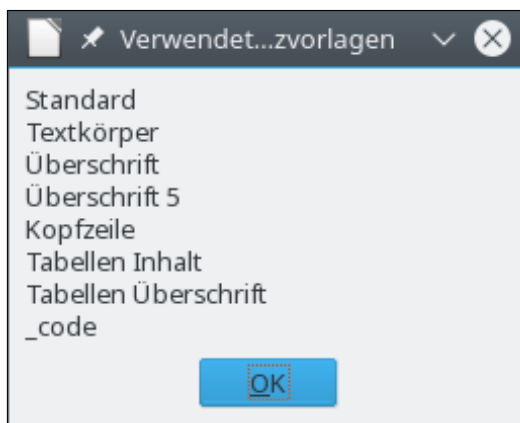 Verwendet...zvorlagen
Standard
Textkörper
Überschrift
Überschrift 5
Kopfzeile
Tabellen Inhalt
Tabellen Überschrift
_code
OK